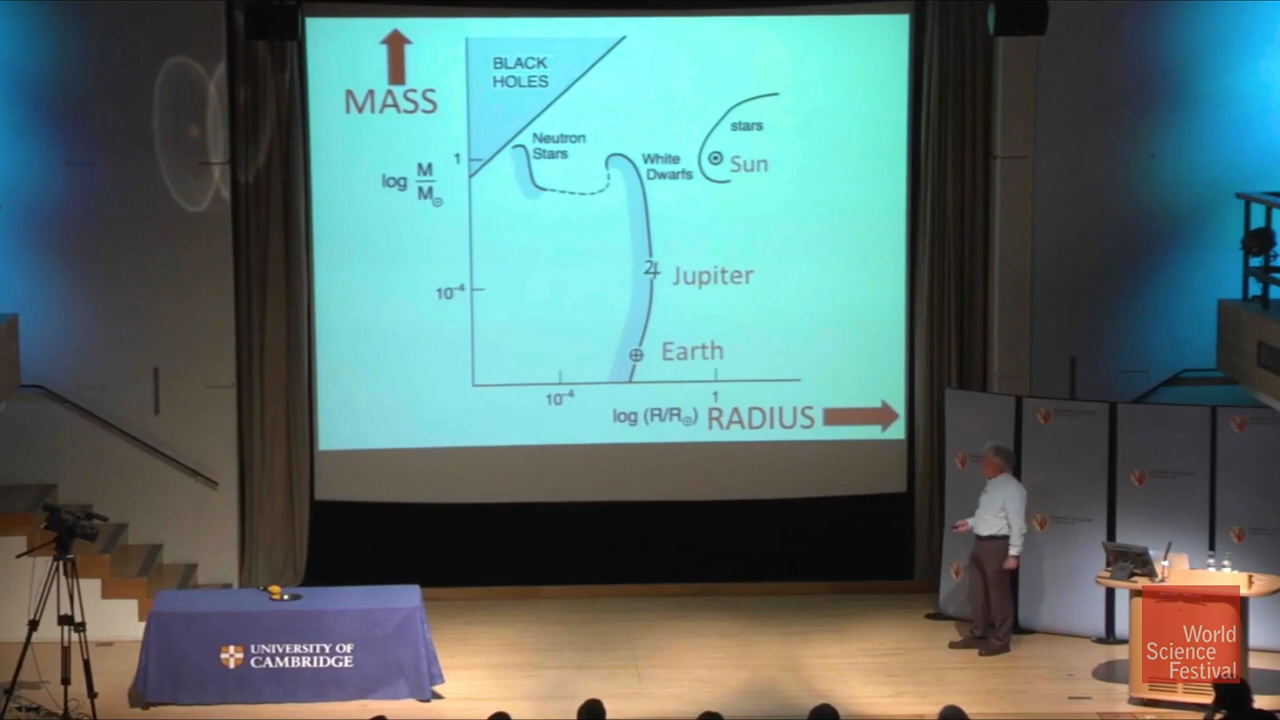 MASS
BLACK
HOLES
Neutron
Stars
stars
1
White
Dwarfs
☉ Sun
log M/M☉
♃ Jupiter
10⁻⁴
⊕ Earth
10⁻⁴
1
log (R/R☉) RADIUS
UNIVERSITY OF
CAMBRIDGE
World
Science
Festival